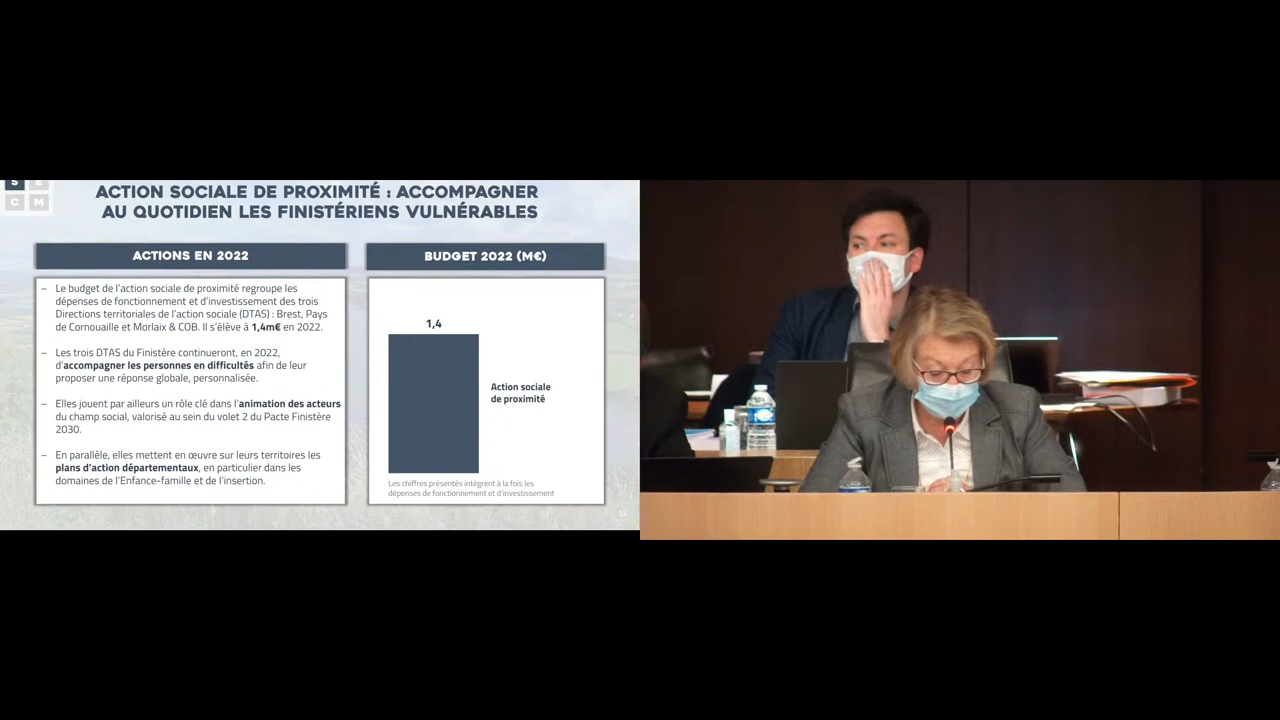 S E
C M
ACTION SOCIALE DE PROXIMITÉ : ACCOMPAGNER
AU QUOTIDIEN LES FINISTÉRIENS VULNÉRABLES
ACTIONS EN 2022
– Le budget de l'action sociale de proximité regroupe les
dépenses de fonctionnement et d'investissement des trois
Directions territoriales de l'action sociale (DTAS) : Brest, Pays
de Cornouaille et Morlaix & COB. Il s'élève à 1,4m€ en 2022.
– Les trois DTAS du Finistère continueront, en 2022,
d'accompagner les personnes en difficultés afin de leur
proposer une réponse globale, personnalisée.
– Elles jouent par ailleurs un rôle clé dans l'animation des acteurs
du champ social, valorisé au sein du volet 2 du Pacte Finistère
2030.
– En parallèle, elles mettent en œuvre sur leurs territoires les
plans d'action départementaux, en particulier dans les
domaines de l'Enfance-famille et de l'insertion.
BUDGET 2022 (M€)
1,4
Action sociale
de proximité
Les chiffres présentés intègrent à la fois les
dépenses de fonctionnement et d'investissement